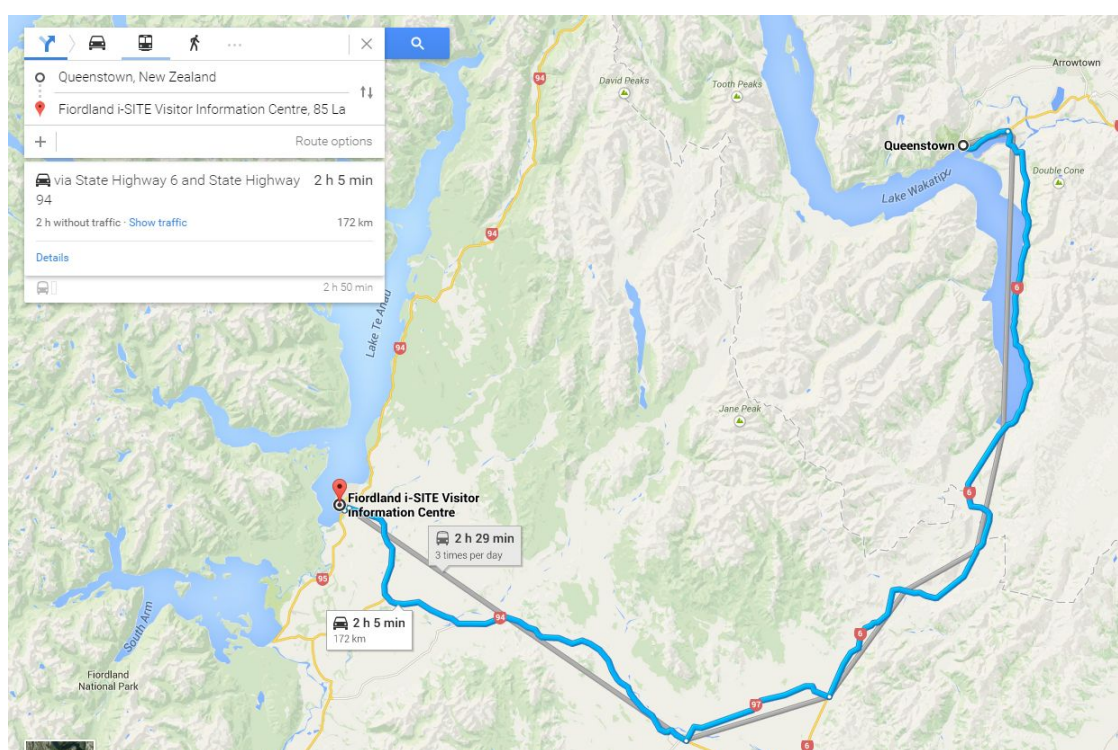 Queenstown, New Zealand
Fiordland i-SITE Visitor Information Centre, 85 La
Route options
via State Highway 6 and State Highway 94
2 h 5 min
2 h without traffic · Show traffic
172 km
Details
2 h 50 min
94
David Peaks
Tooth Peaks
Arrowtown
Queenstown
Double Cone
Lake Wakatipu
94
6
Lake Te Anau
94
Jane Peak
6
Fiordland i-SITE Visitor
Information Centre
2 h 29 min
3 times per day
95
2 h 5 min
172 km
94
South Arm
6
Fiordland
National Park
97
6